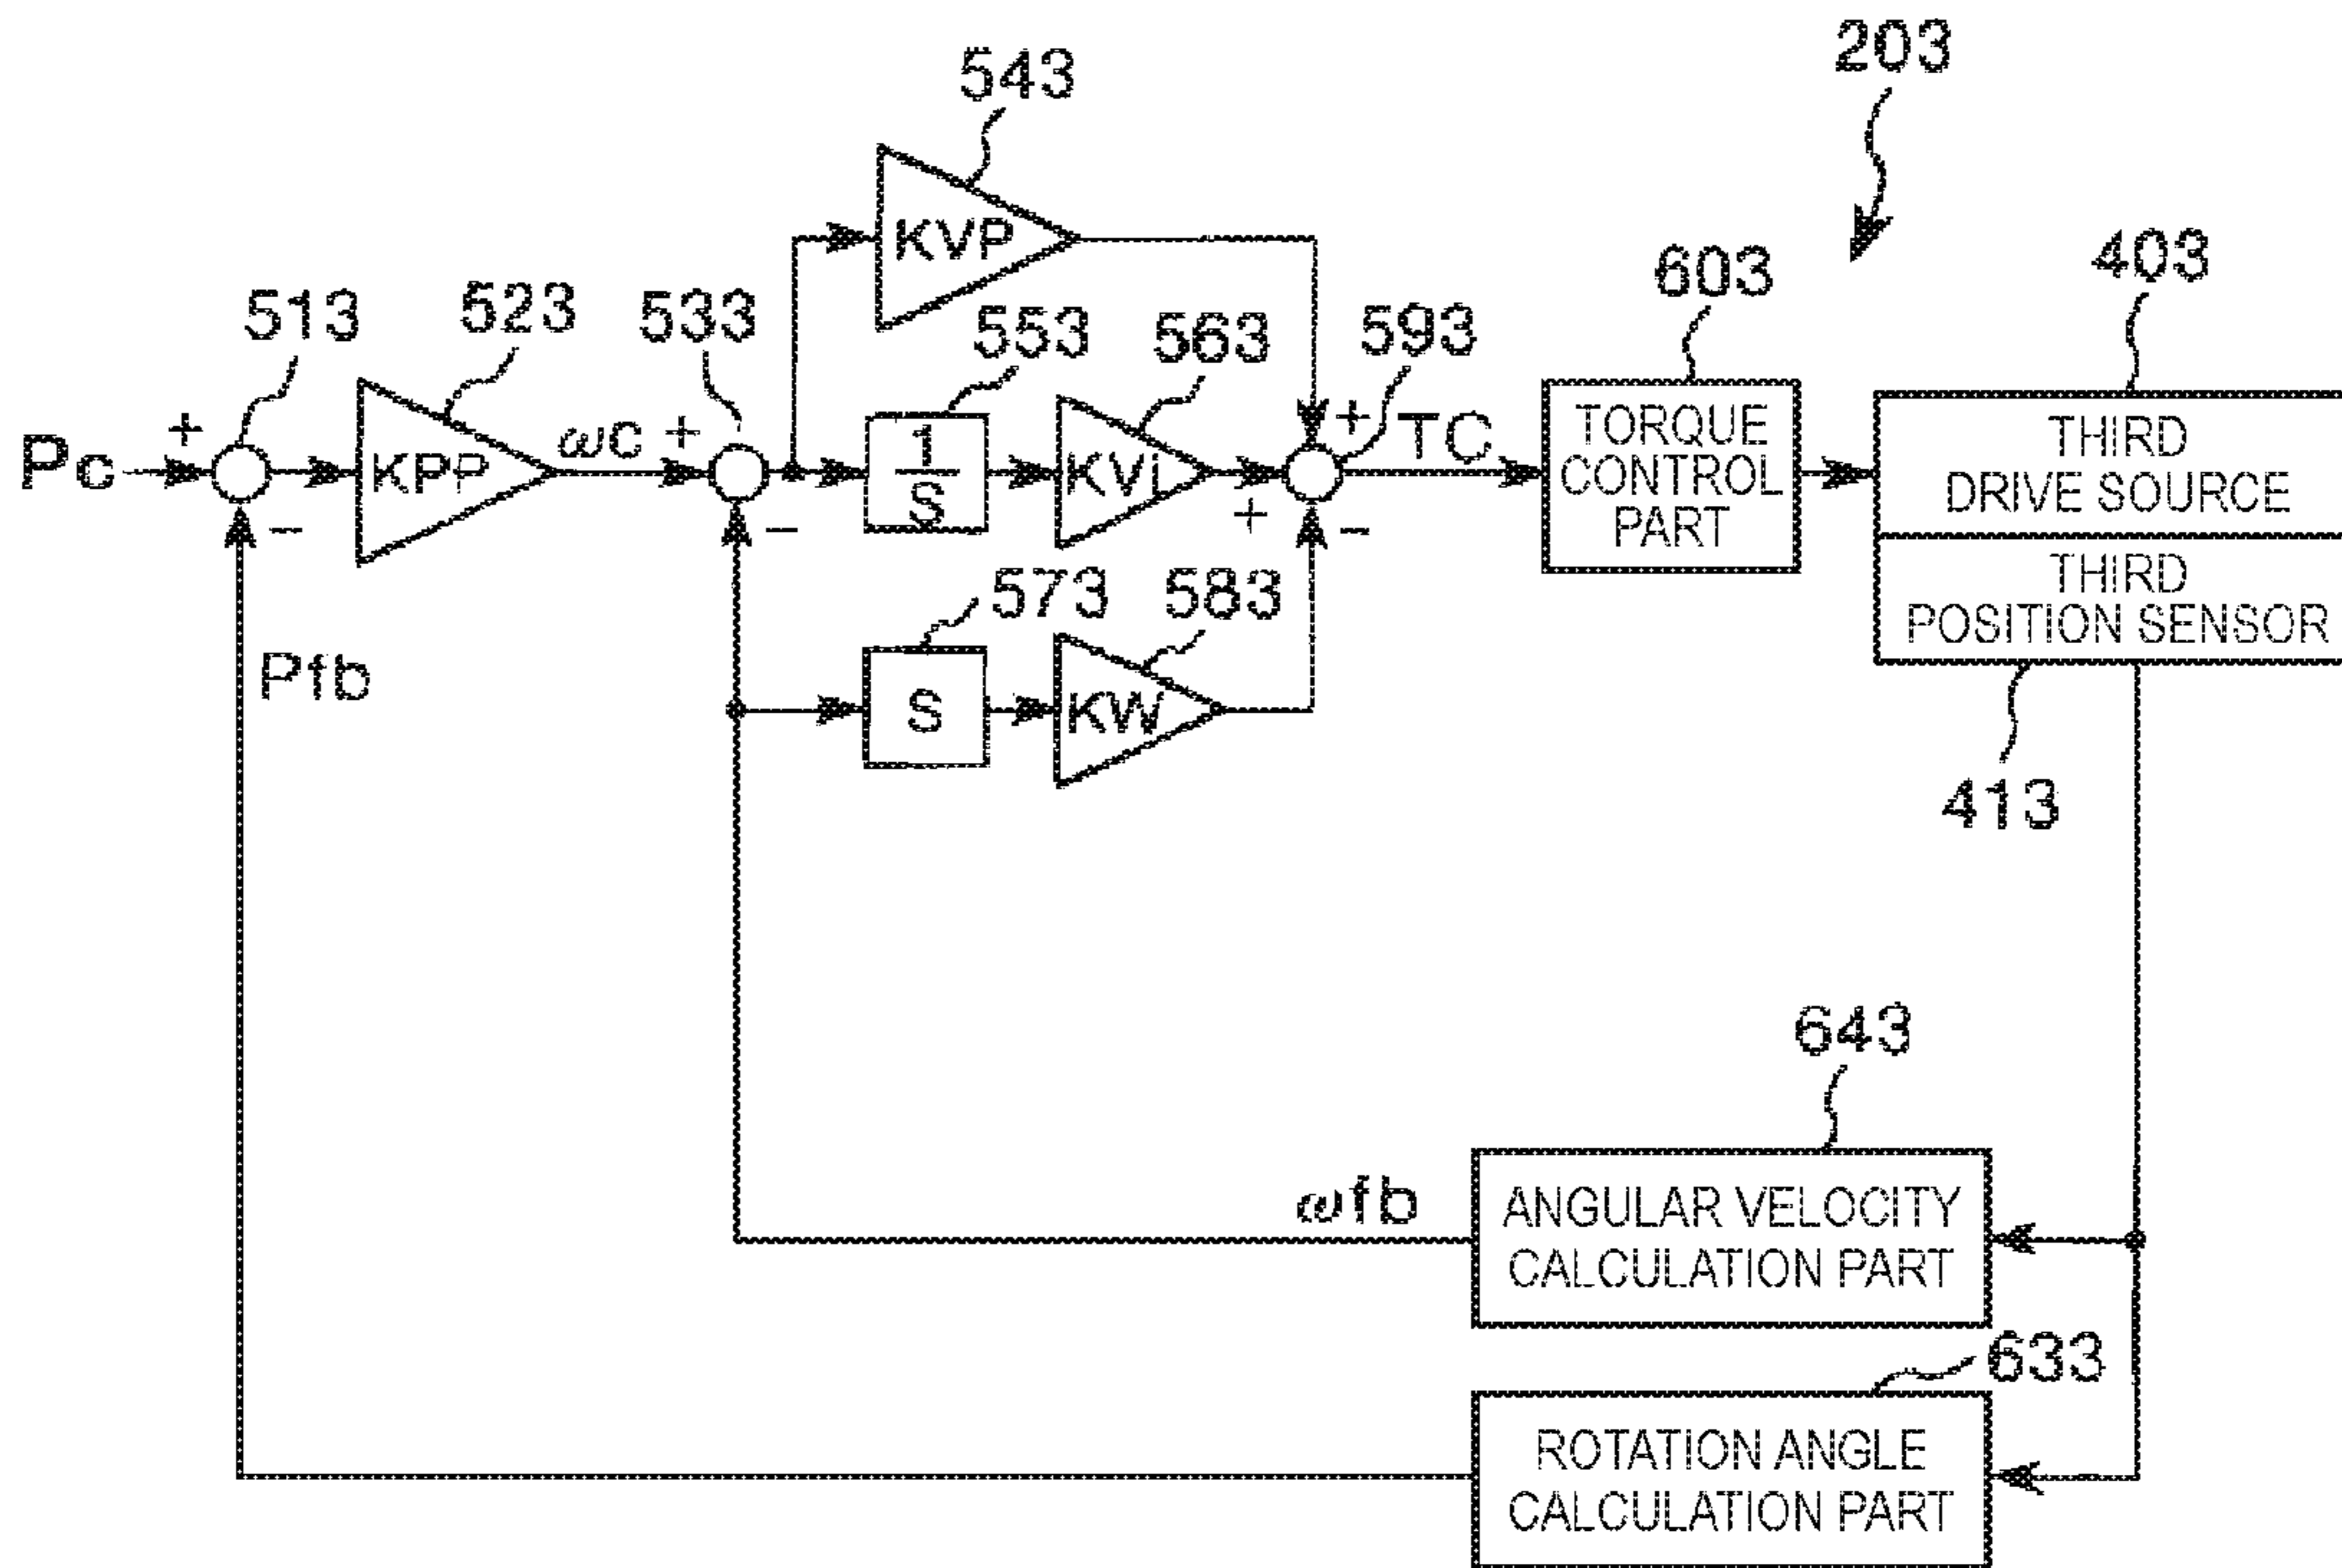 203
543
403
603
513
523
533
553
563
593
KVP
+
ωc
+
+
TC
TORQUE
CONTROL
PART
THIRD
DRIVE SOURCE
Pc
KPP
1
S
KVi
+
−
−
−
THIRD
POSITION SENSOR
573
583
Pfb
S
KW
413
643
ωfb
ANGULAR VELOCITY
CALCULATION PART
633
ROTATION ANGLE
CALCULATION PART